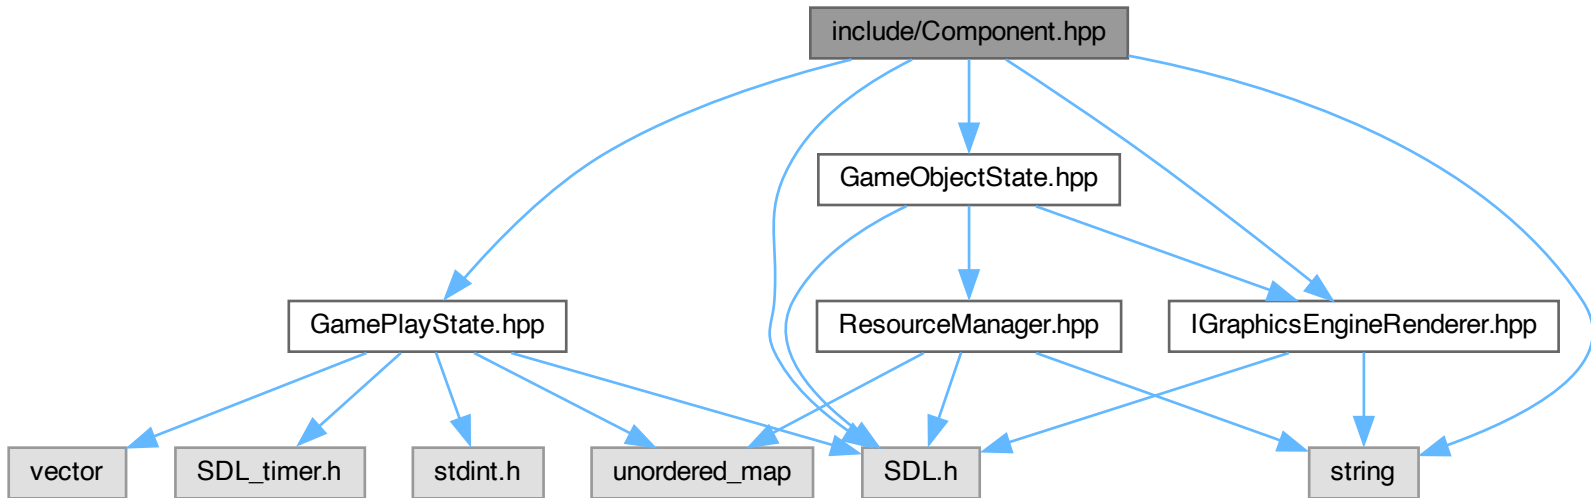 include/Component.hpp
GameObjectState.hpp
GamePlayState.hpp
ResourceManager.hpp
IGraphicsEngineRenderer.hpp
vector
SDL_timer.h
stdint.h
unordered_map
SDL.h
string